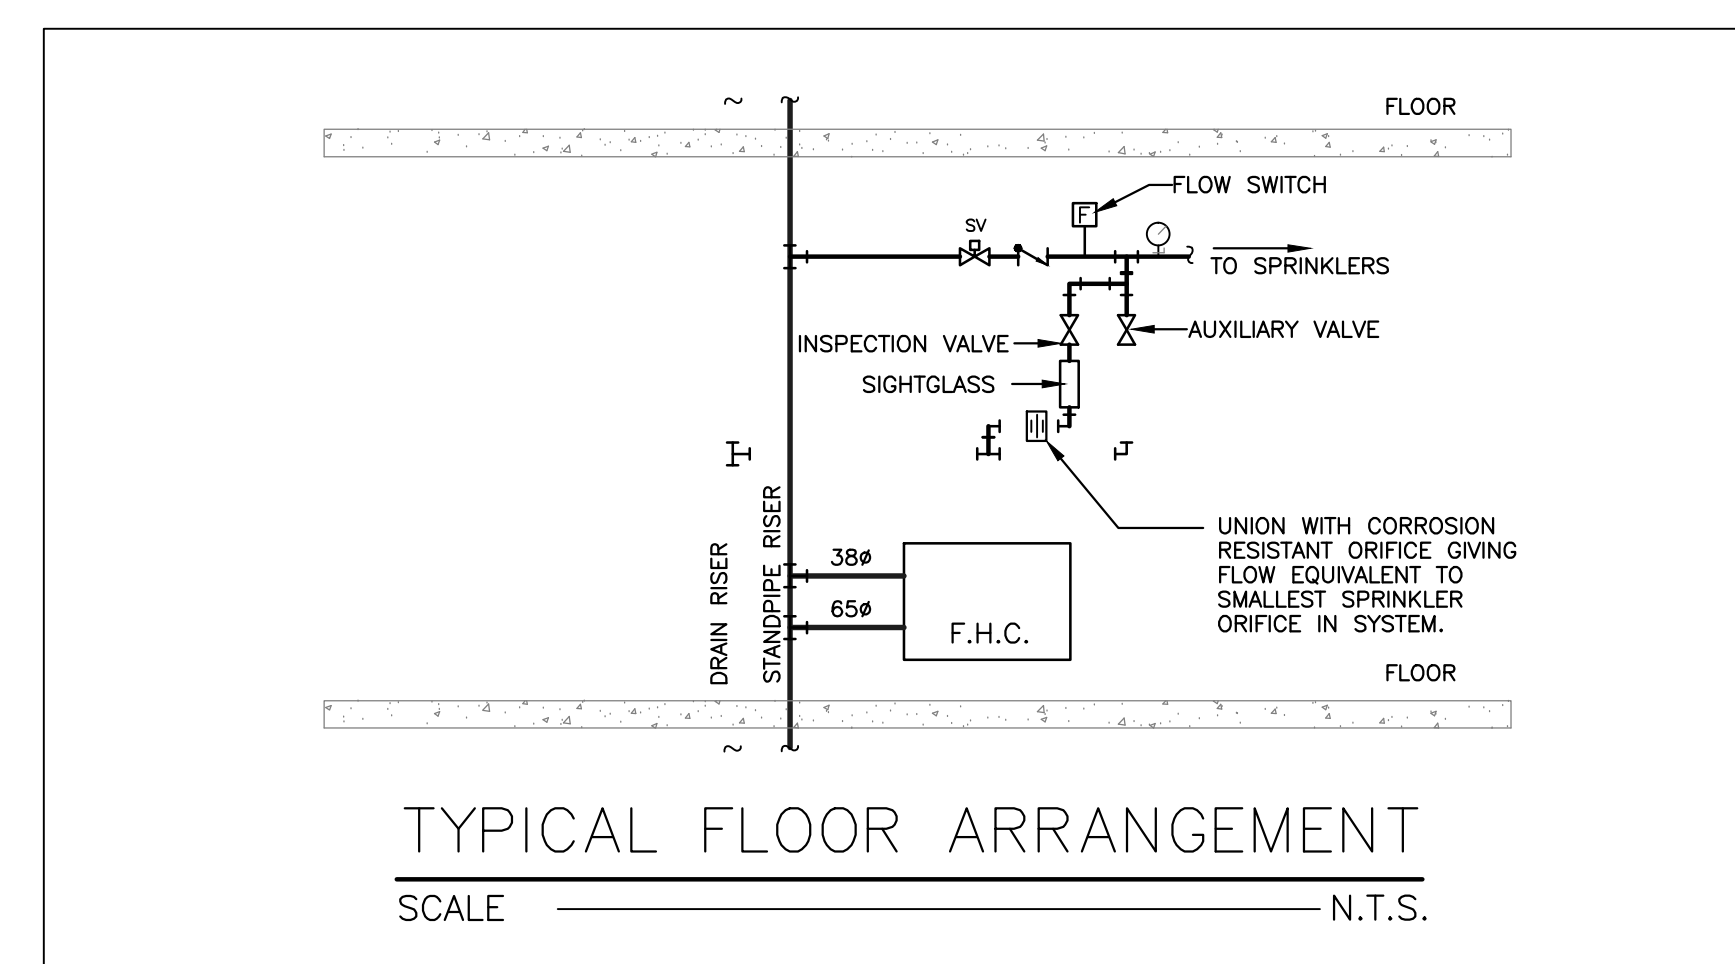 FLOOR
FLOW SWITCH
F
SV
TO SPRINKLERS
AUXILIARY VALVE
INSPECTION VALVE
SIGHTGLASS
UNION WITH CORROSION
RESISTANT ORIFICE GIVING
FLOW EQUIVALENT TO
SMALLEST SPRINKLER
ORIFICE IN SYSTEM.
DRAIN RISER
STANDPIPE RISER
38ø
65ø
F.H.C.
FLOOR
TYPICAL FLOOR ARRANGEMENT
SCALE N.T.S.